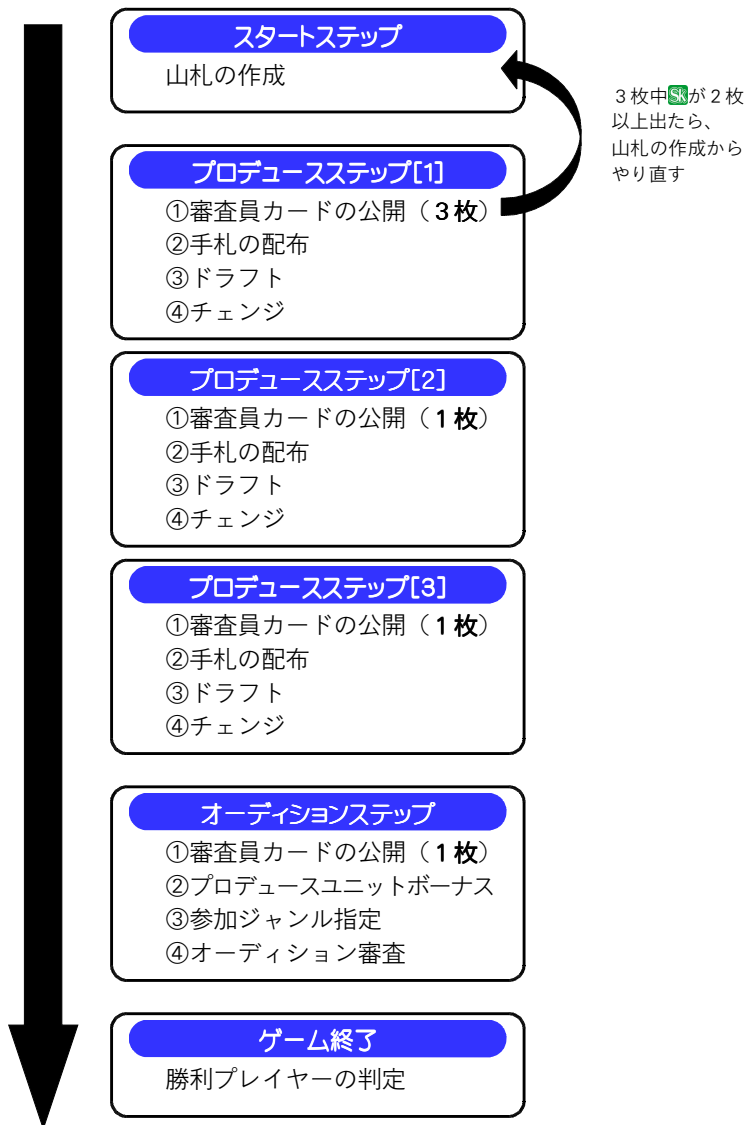 スタートステップ
山札の作成
3枚中Skが2枚
以上出たら、
山札の作成から
やり直す
プロデュースステップ[1]
①審査員カードの公開（3枚）
②手札の配布
③ドラフト
④チェンジ
プロデュースステップ[2]
①審査員カードの公開（1枚）
②手札の配布
③ドラフト
④チェンジ
プロデュースステップ[3]
①審査員カードの公開（1枚）
②手札の配布
③ドラフト
④チェンジ
オーディションステップ
①審査員カードの公開（1枚）
②プロデュースユニットボーナス
③参加ジャンル指定
④オーディション審査
ゲーム終了
勝利プレイヤーの判定